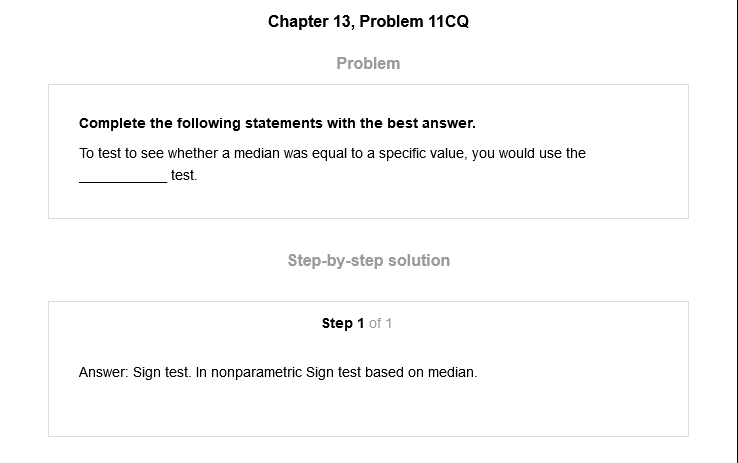 Chapter 13, Problem 11CQ
Problem
Complete the following statements with the best answer.
To test to see whether a median was equal to a specific value, you would use the
____________ test.
Step-by-step solution
Step 1 of 1
Answer: Sign test. In nonparametric Sign test based on median.